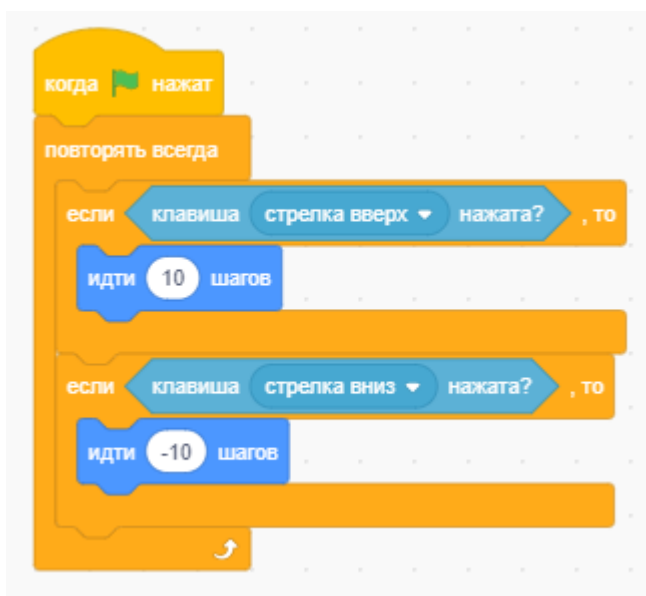 когда нажат
повторять всегда
если клавиша стрелка вверх нажата? , то
идти 10 шагов
если клавиша стрелка вниз нажата? , то
идти -10 шагов